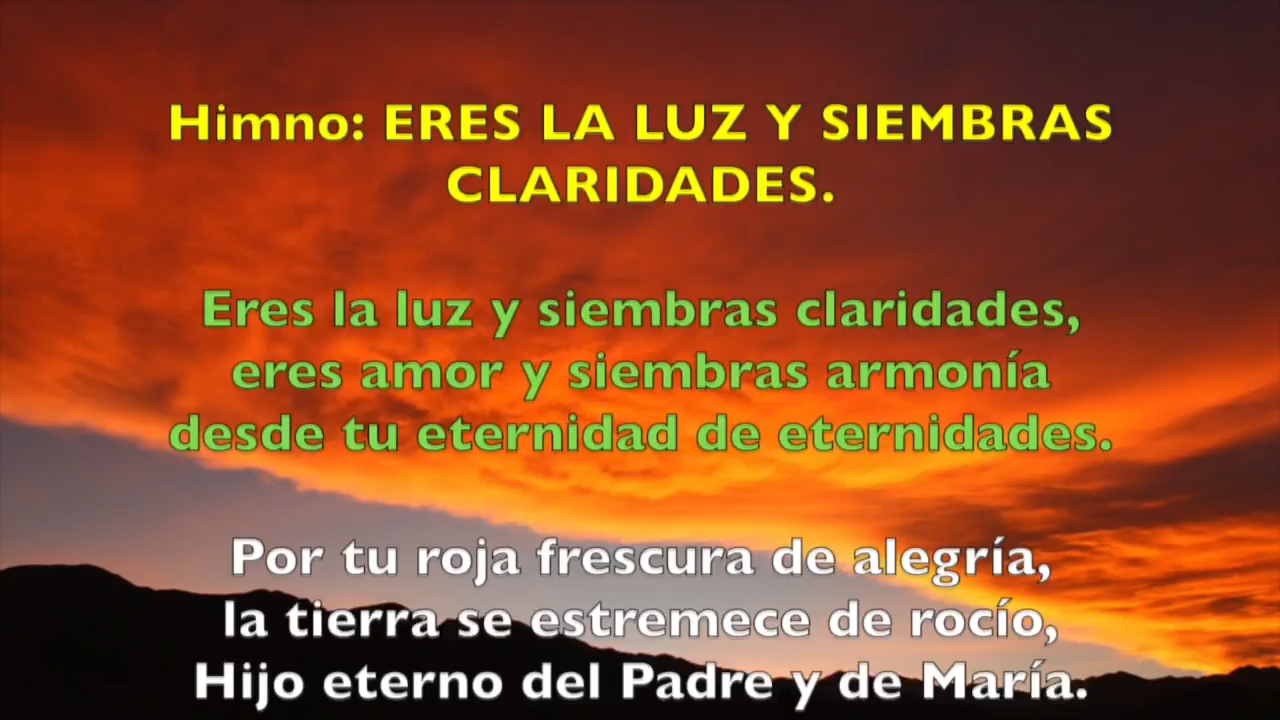 Himno: ERES LA LUZ Y SIEMBRAS
CLARIDADES.
Eres la luz y siembras claridades,
eres amor y siembras armonía
desde tu eternidad de eternidades.
Por tu roja frescura de alegría,
la tierra se estremece de rocío,
Hijo eterno del Padre y de María.